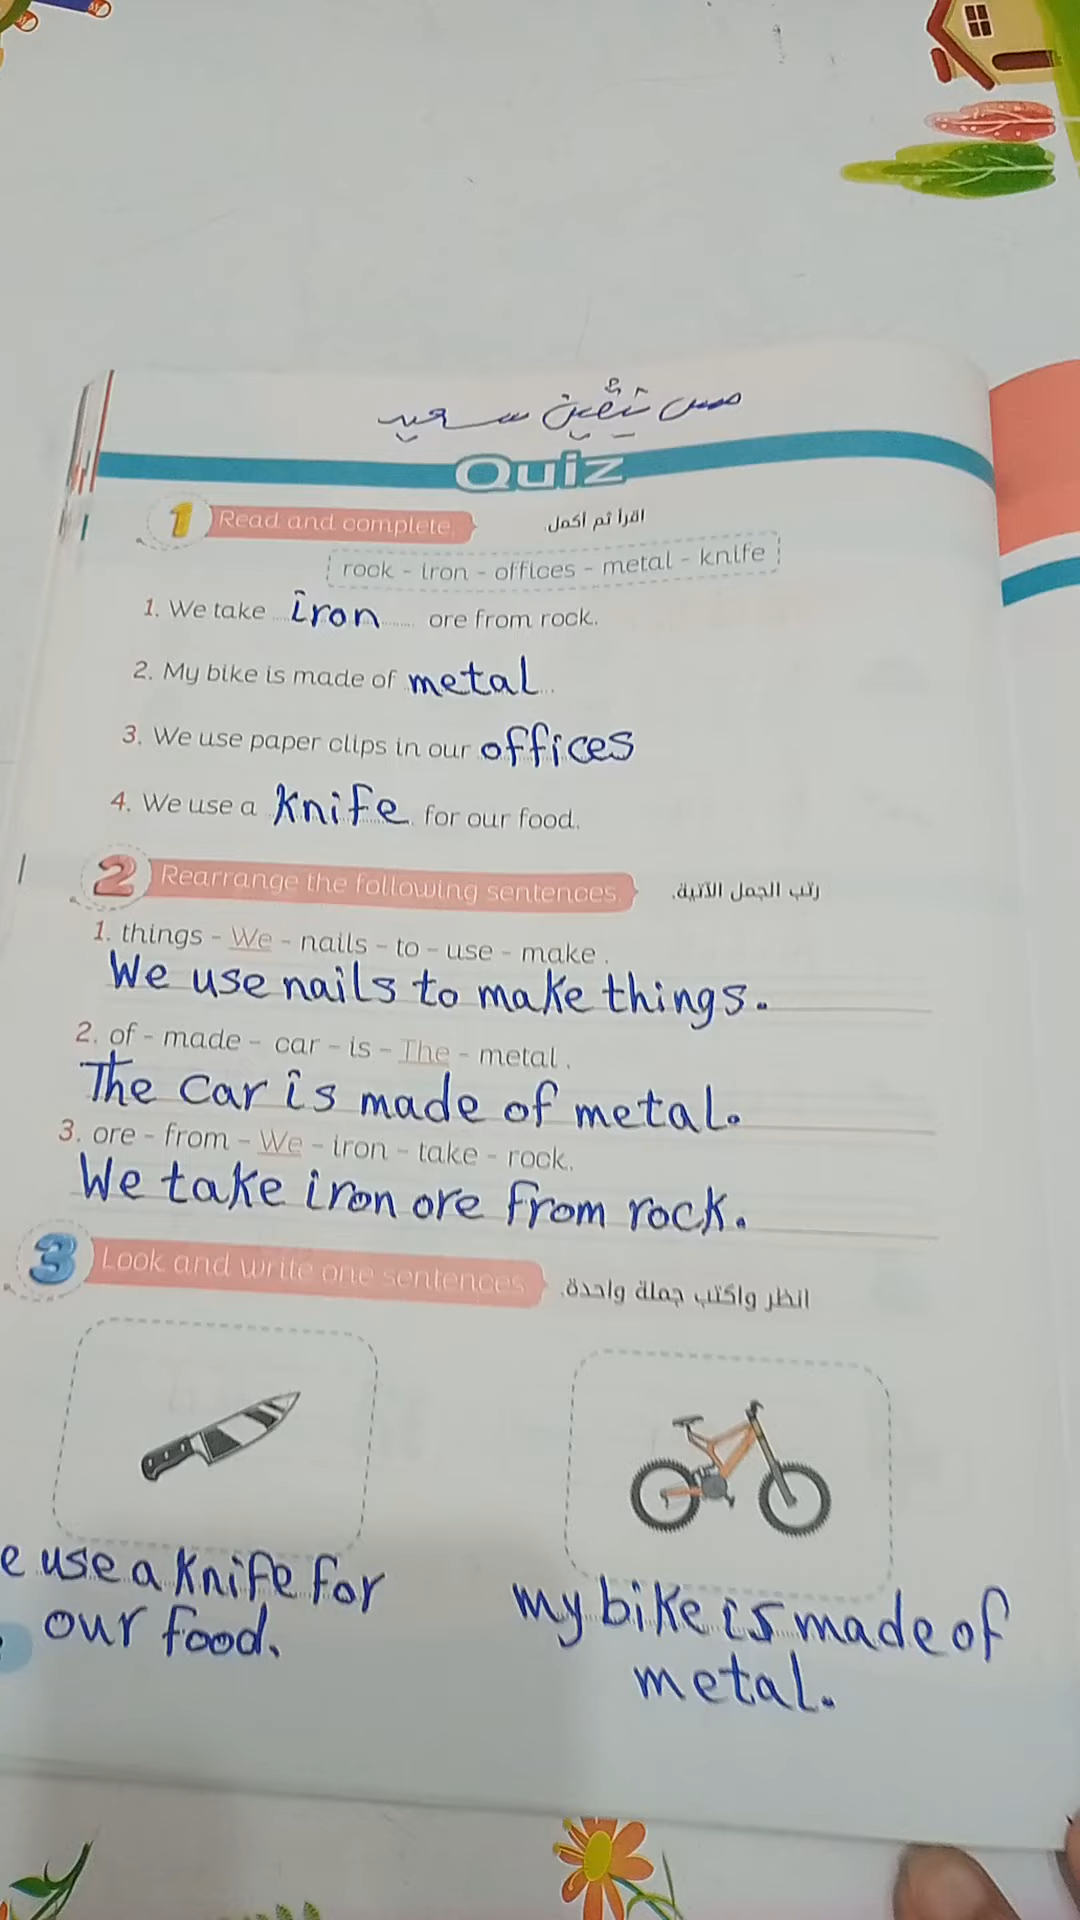 مس نيڤين سعيد
Quiz
1 Read and complete. اقرأ ثم أكمل.
rock - iron - offices - metal - knife
1. We take iron ore from rock.
2. My bike is made of metal
3. We use paper clips in our offices
4. We use a knife for our food.
2 Rearrange the following sentences. رتب الجمل الآتية.
1. things - We - nails - to - use - make .
We use nails to make things.
2. of - made - car - is - The - metal .
The car is made of metal.
3. ore - from - We - iron - take - rock.
We take iron ore from rock.
3 Look and write one sentences. انظر واكتب جملة واحدة.
e use a knife for
our food.
my bike is made of
metal.